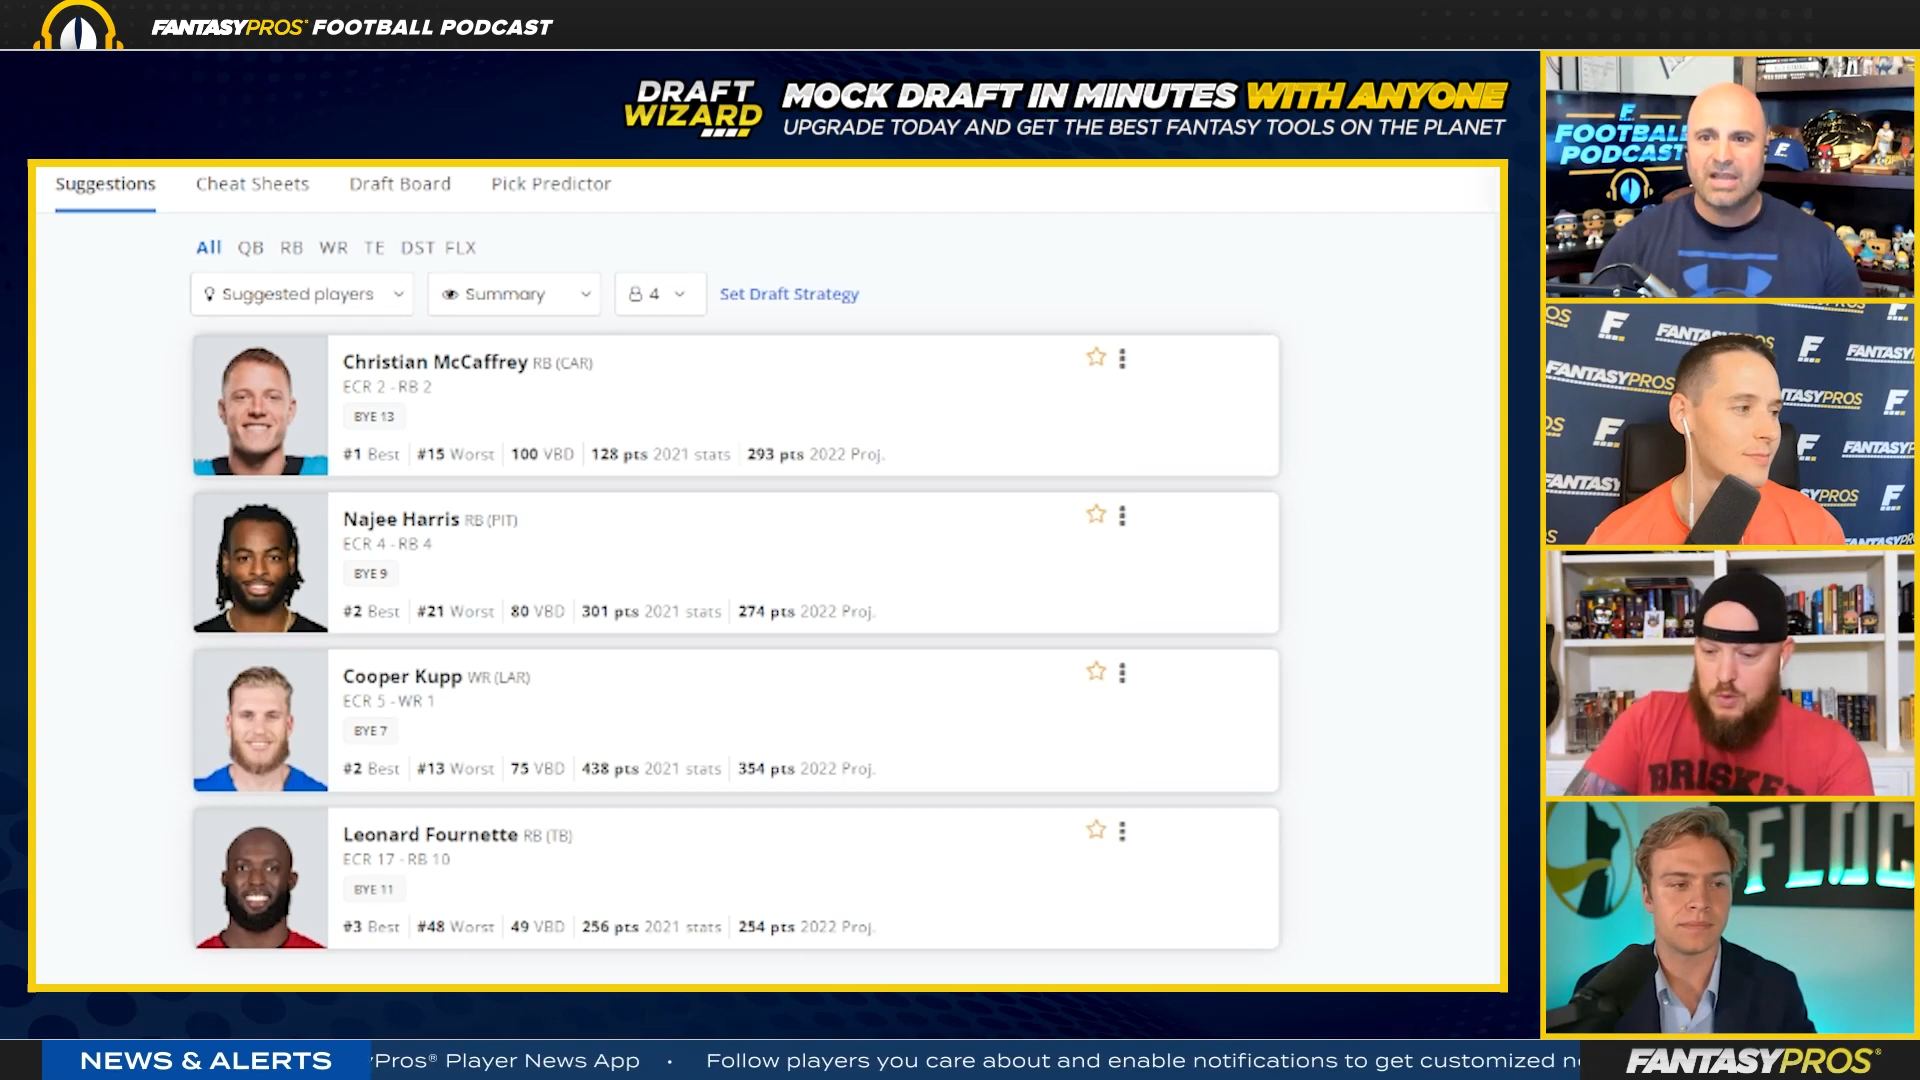 FANTASYPROS® FOOTBALL PODCAST
DRAFT WIZARD
MOCK DRAFT IN MINUTES WITH ANYONE
UPGRADE TODAY AND GET THE BEST FANTASY TOOLS ON THE PLANET
Suggestions Cheat Sheets Draft Board Pick Predictor
All QB RB WR TE DST FLX
Suggested players Summary 4 Set Draft Strategy
Christian McCaffrey RB (CAR)
ECR 2 - RB 2
BYE 13
#1 Best #15 Worst 100 VBD 128 pts 2021 stats 293 pts 2022 Proj.
Najee Harris RB (PIT)
ECR 4 - RB 4
BYE 9
#2 Best #21 Worst 80 VBD 301 pts 2021 stats 274 pts 2022 Proj.
Cooper Kupp WR (LAR)
ECR 5 - WR 1
BYE 7
#2 Best #13 Worst 75 VBD 438 pts 2021 stats 354 pts 2022 Proj.
Leonard Fournette RB (TB)
ECR 17 - RB 10
BYE 11
#3 Best #48 Worst 49 VBD 256 pts 2021 stats 254 pts 2022 Proj.
FOOTBALL
PODCAST
FANTASYPROS
BRISKE
FLOC
NEWS & ALERTS
Pros® Player News App · Follow players you care about and enable notifications to get customized
FANTASYPROS®